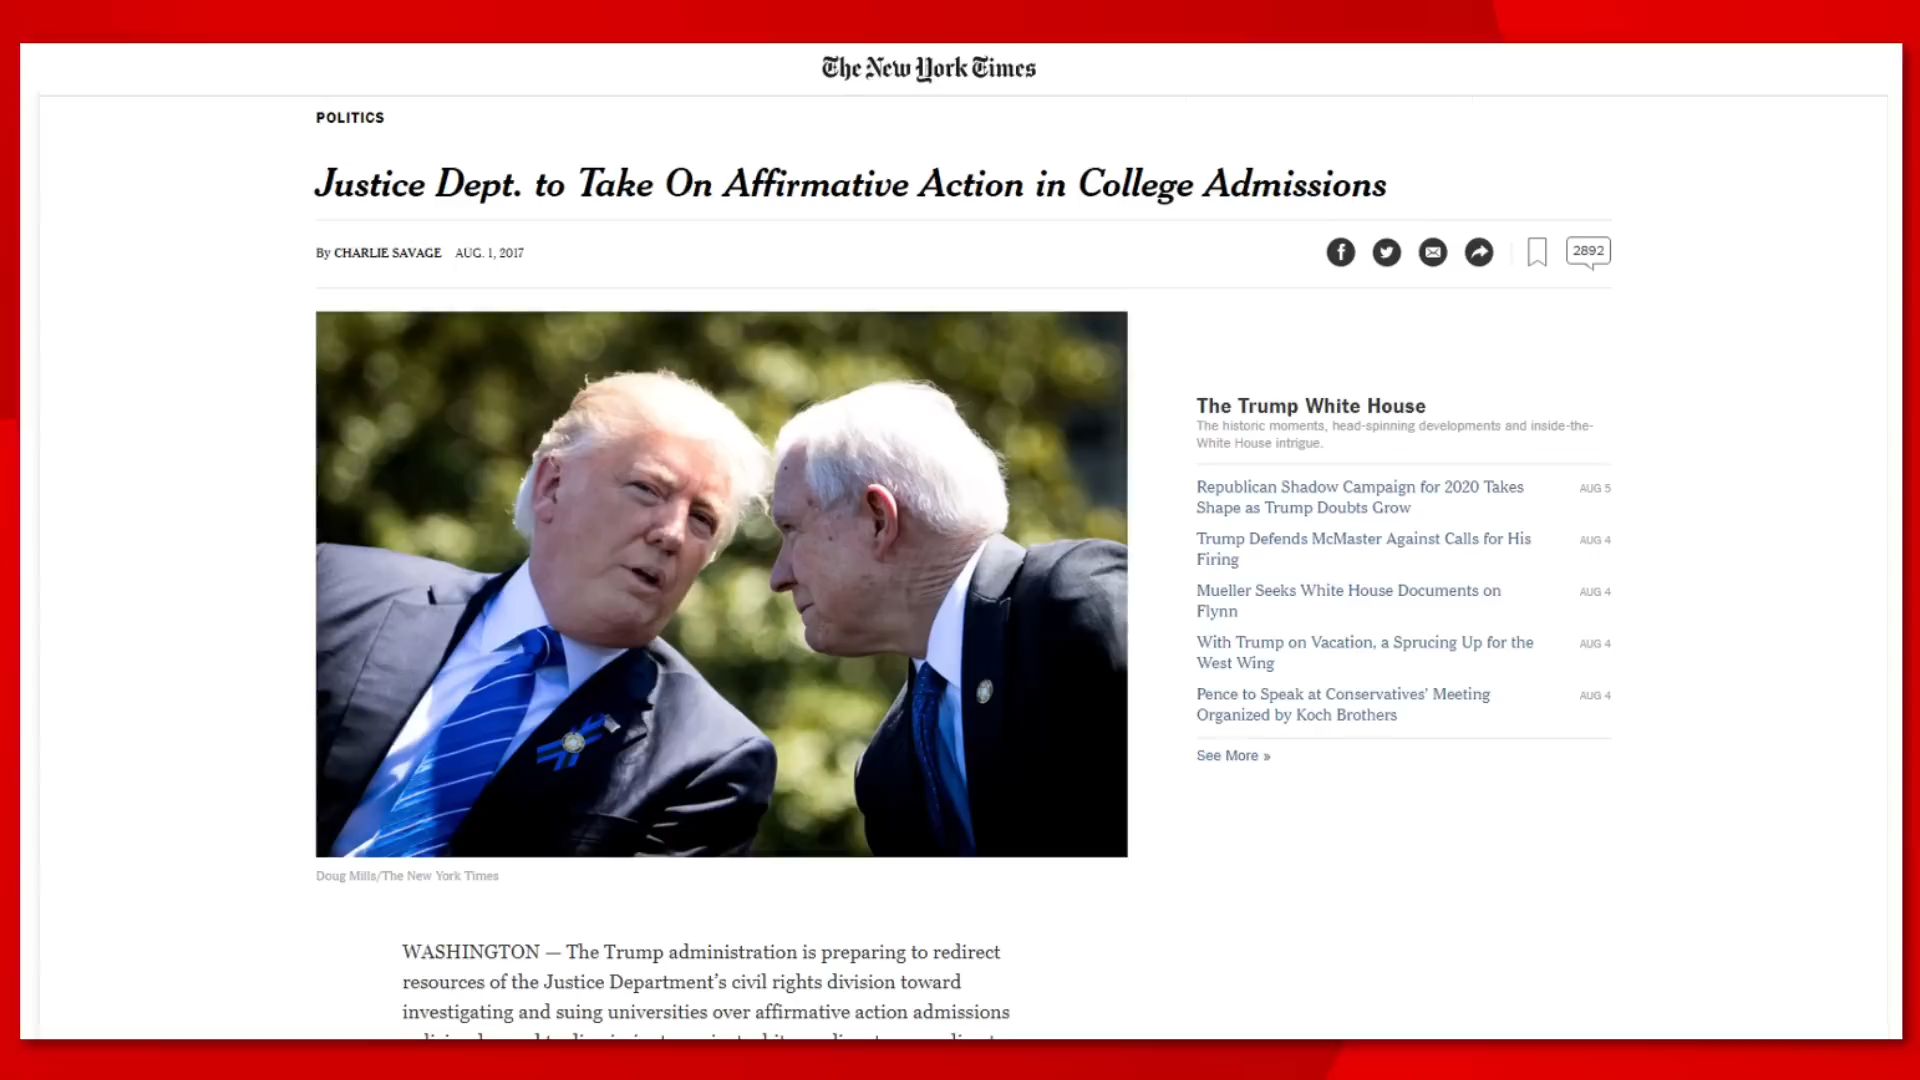 The New York Times
POLITICS
Justice Dept. to Take On Affirmative Action in College Admissions
By CHARLIE SAVAGE AUG. 1, 2017
2892
The Trump White House
The historic moments, head-spinning developments and inside-the-
White House intrigue.
Republican Shadow Campaign for 2020 Takes AUG 5
Shape as Trump Doubts Grow
Trump Defends McMaster Against Calls for His AUG 4
Firing
Mueller Seeks White House Documents on AUG 4
Flynn
With Trump on Vacation, a Sprucing Up for the AUG 4
West Wing
Pence to Speak at Conservatives’ Meeting AUG 4
Organized by Koch Brothers
See More »
Doug Mills/The New York Times
WASHINGTON — The Trump administration is preparing to redirect
resources of the Justice Department’s civil rights division toward
investigating and suing universities over affirmative action admissions